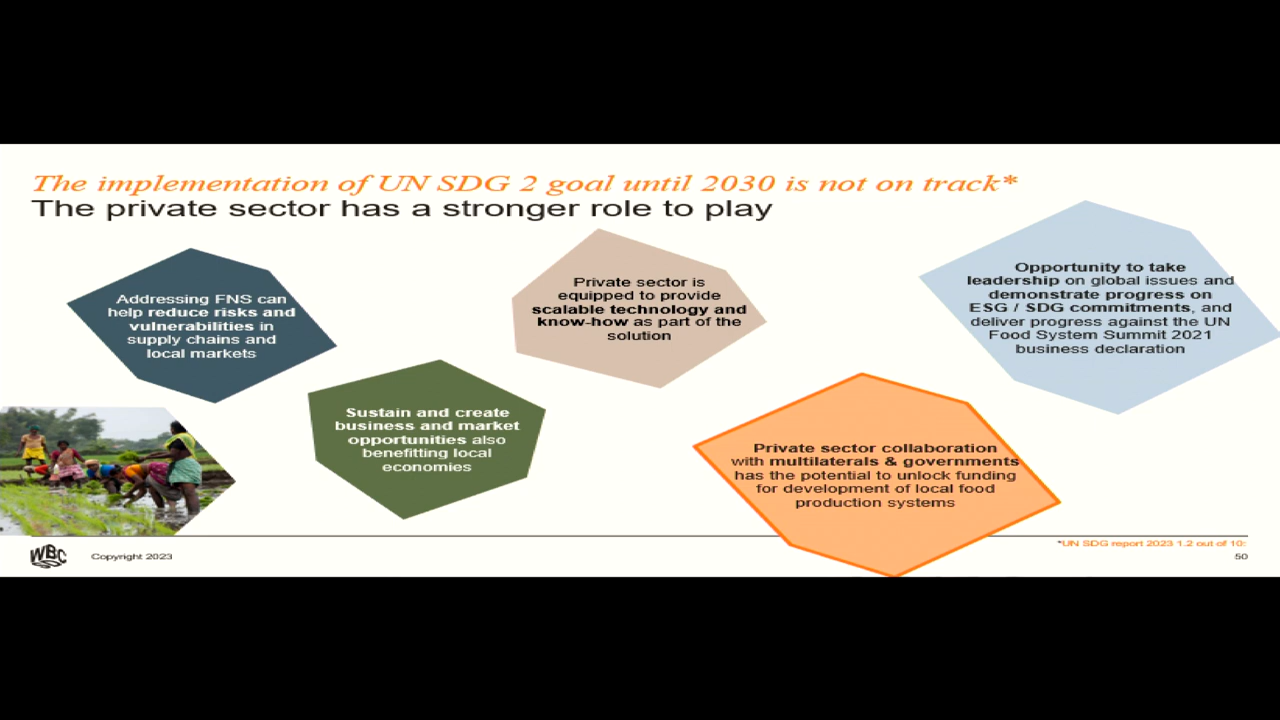 The implementation of UN SDG 2 goal until 2030 is not on track*
The private sector has a stronger role to play
Addressing FNS can
help reduce risks and
vulnerabilities in
supply chains and
local markets
Sustain and create
business and market
opportunities also
benefitting local
economies
Private sector is
equipped to provide
scalable technology and
know-how as part of the
solution
Private sector collaboration
with multilaterals & governments
has the potential to unlock funding
for development of local food
production systems
Opportunity to take
leadership on global issues and
demonstrate progress on
ESG / SDG commitments, and
deliver progress against the UN
Food System Summit 2021
business declaration
WBC
Copyright 2023
*UN SDG report 2023 1.2 out of 10:
50